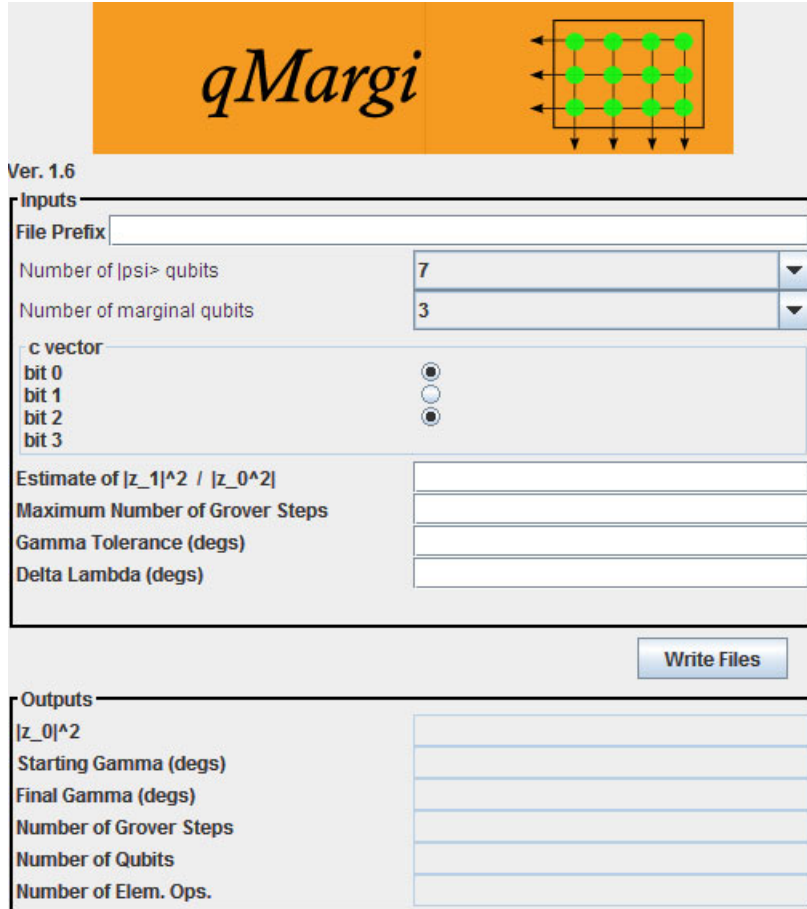 qMargi
Ver. 1.6
Inputs
File Prefix
Number of |psi> qubits 7
Number of marginal qubits 3
c vector
bit 0
bit 1
bit 2
bit 3
Estimate of |z_1|^2 / |z_0^2|
Maximum Number of Grover Steps
Gamma Tolerance (degs)
Delta Lambda (degs)
Write Files
Outputs
|z_0|^2
Starting Gamma (degs)
Final Gamma (degs)
Number of Grover Steps
Number of Qubits
Number of Elem. Ops.